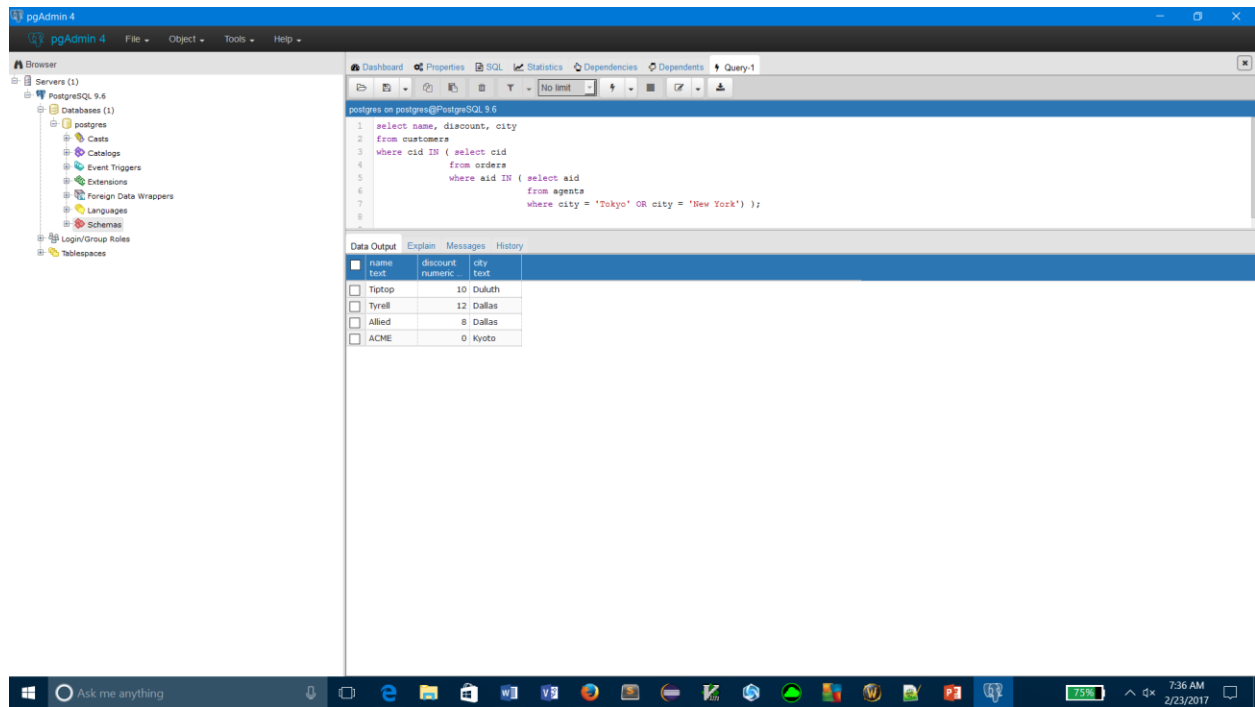 pgAdmin 4
pgAdmin 4 File Object Tools Help
Browser
Servers (1)
PostgreSQL 9.6
Databases (1)
postgres
Casts
Catalogs
Event Triggers
Extensions
Foreign Data Wrappers
Languages
Schemas
Login/Group Roles
Tablespaces
Dashboard Properties SQL Statistics Dependencies Dependents Query-1
No limit
postgres on postgres@PostgreSQL 9.6
1 select name, discount, city
2 from customers
3 where cid IN ( select cid
4 from orders
5 where aid IN ( select aid
6 from agents
7 where city = 'Tokyo' OR city = 'New York') );
8
Data Output Explain Messages History
name discount city
text numeric ... text
Tiptop 10 Duluth
Tyrell 12 Dallas
Allied 8 Dallas
ACME 0 Kyoto
Ask me anything
75%
7:36 AM
2/23/2017